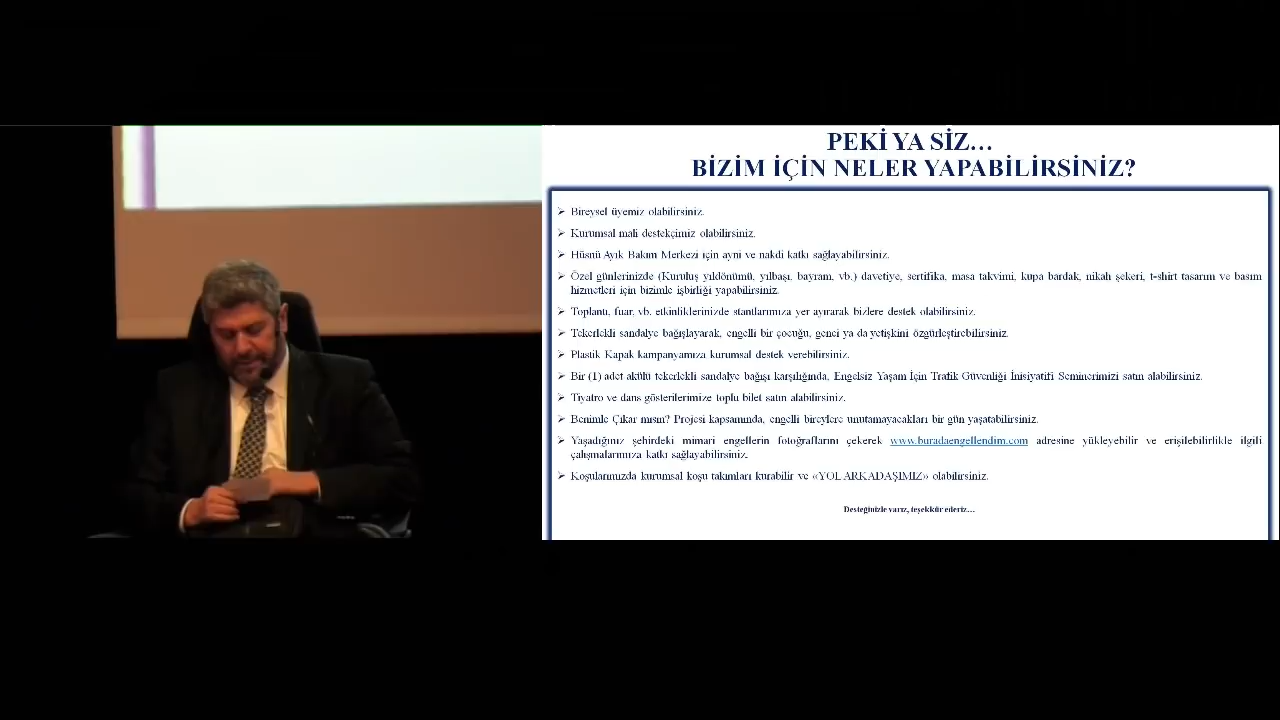 PEKİ YA SİZ…
BİZİM İÇİN NELER YAPABİLİRSİNİZ?
➢ Bireysel üyemiz olabilirsiniz.
➢ Kurumsal mali destekçimiz olabilirsiniz.
➢ Hüsnü Ayık Bakım Merkezi için ayni ve nakdi katkı sağlayabilirsiniz.
➢ Özel günlerinizde (Kuruluş yıldönümü, yılbaşı, bayram, vb.) davetiye, sertifika, masa takvimi, kupa bardak, nikah şekeri, t-shirt tasarım ve basım
hizmetleri için bizimle işbirliği yapabilirsiniz.
➢ Toplantı, fuar, vb. etkinliklerinizde stantlarımıza yer ayırarak bizlere destek olabilirsiniz.
➢ Tekerlekli sandalye bağışlayarak, engelli bir çocuğu, genci ya da yetişkini özgürleştirebilirsiniz.
➢ Plastik Kapak kampanyamıza kurumsal destek verebilirsiniz.
➢ Bir (1) adet akülü tekerlekli sandalye bağışı karşılığında, Engelsiz Yaşam İçin Trafik Güvenliği İnisiyatifi Seminerimizi satın alabilirsiniz.
➢ Tiyatro ve dans gösterilerimize toplu bilet satın alabilirsiniz.
➢ Benimle Çıkar mısın? Projesi kapsamında, engelli bireylere unutamayacakları bir gün yaşatabilirsiniz.
➢ Yaşadığınız şehirdeki mimari engellerin fotoğraflarını çekerek www.buradaengellendim.com adresine yükleyebilir ve erişilebilirlikle ilgili
çalışmalarımıza katkı sağlayabilirsiniz.
➢ Koşularımızda kurumsal koşu takımları kurabilir ve «YOL ARKADAŞIMIZ» olabilirsiniz.
Desteğinizle varız, teşekkür ederiz…